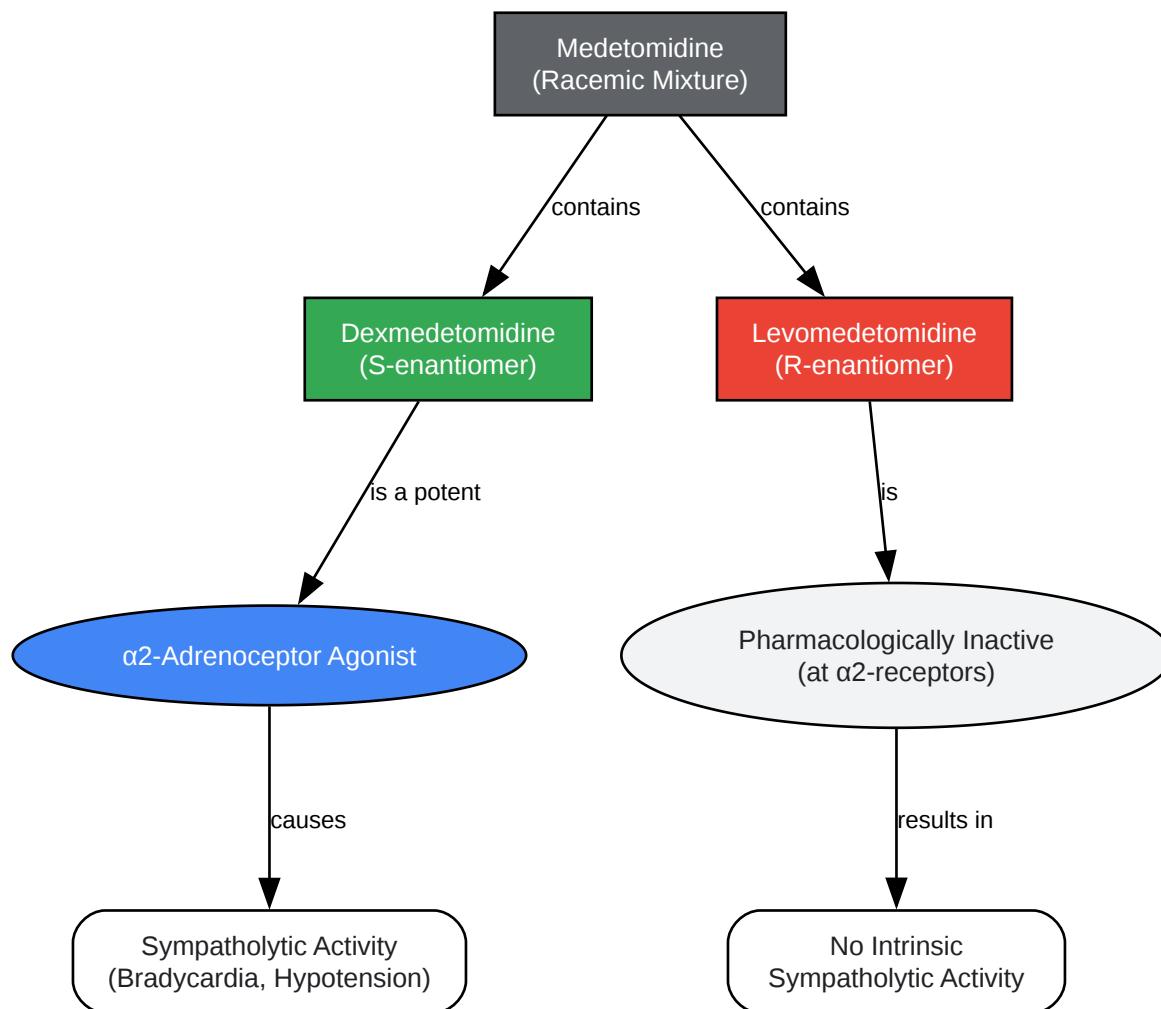 Medetomidine
(Racemic Mixture)
contains
contains
Dexmedetomidine
(S-enantiomer)
Levomedetomidine
(R-enantiomer)
is a potent
is
α2-Adrenoceptor Agonist
Pharmacologically Inactive
(at α2-receptors)
causes
results in
Sympatholytic Activity
(Bradycardia, Hypotension)
No Intrinsic
Sympatholytic Activity